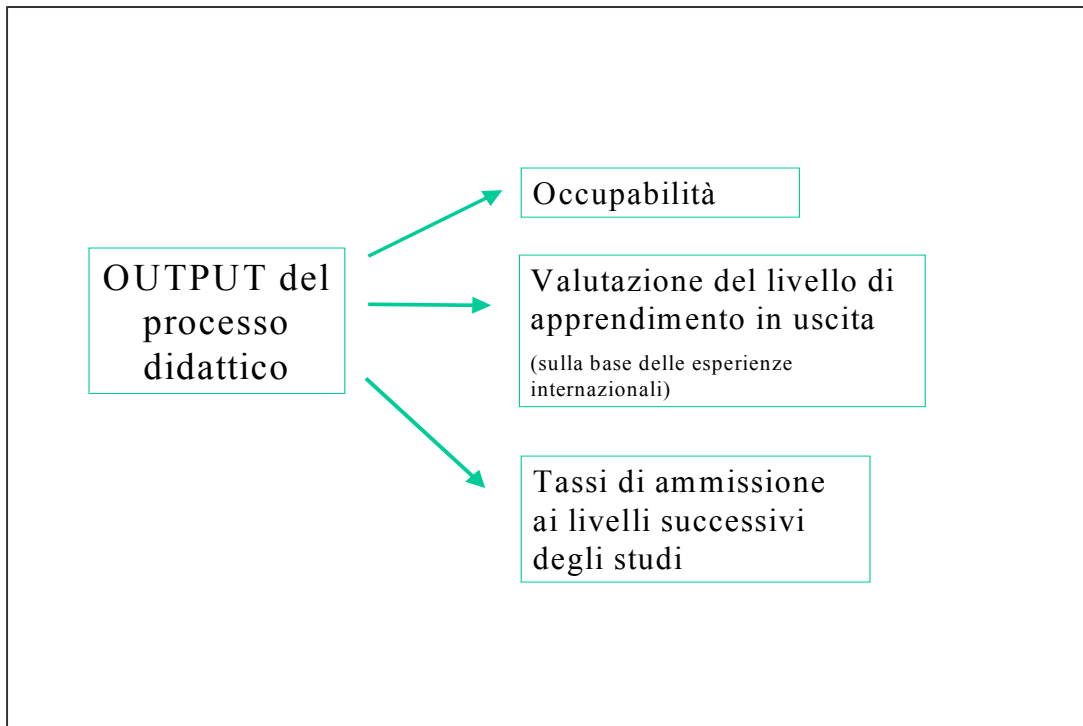 OUTPUT del
processo
didattico
Occupabilità
Valutazione del livello di
apprendimento in uscita
(sulla base delle esperienze
internazionali)
Tassi di ammissione
ai livelli successivi
degli studi